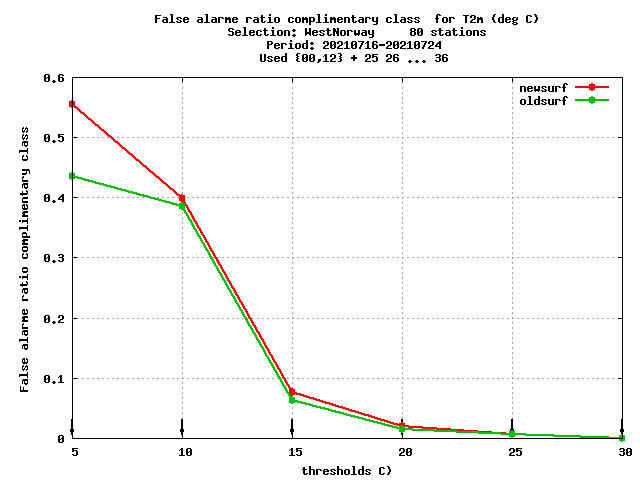 False alarme ratio complimentary class  for T2m (deg C)
Selection: WestNorway     80 stations
Period: 20210716-20210724
Used {00,12} + 25 26 ... 36
newsurf
oldsurf
False alarme ratio complimentary class
0.6
0.5
0.4
0.3
0.2
0.1
0
5 10 15 20 25 30
thresholds C)